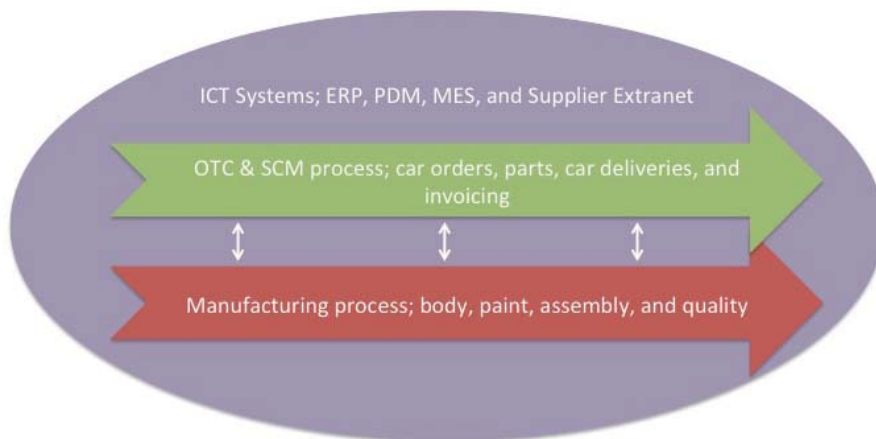 ICT Systems; ERP, PDM, MES, and Supplier Extranet
OTC & SCM process; car orders, parts, car deliveries, and
invoicing
Manufacturing process; body, paint, assembly, and quality